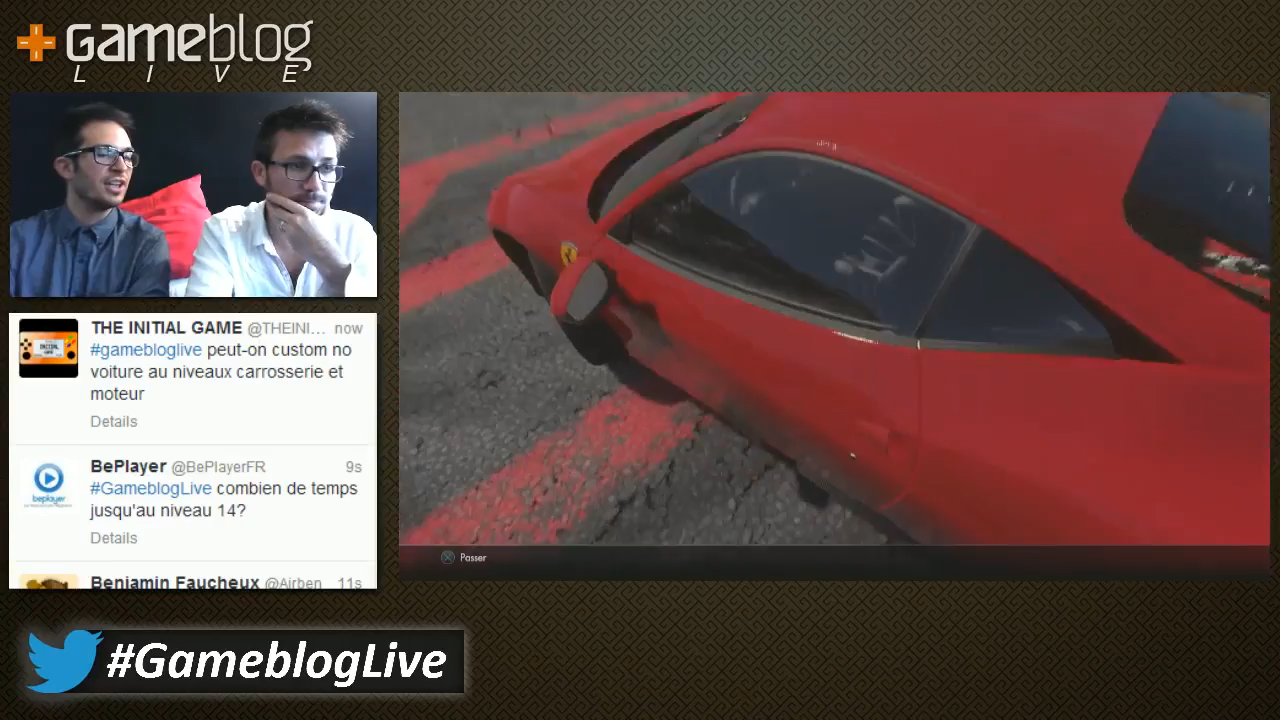 gameblog
LIVE
THE INITIAL GAME @THEINI... now
#gamebloglive peut-on custom no
voiture au niveaux carrosserie et
moteur
Details
BePlayer @BePlayerFR 9s
#GameblogLive combien de temps
jusqu'au niveau 14?
Details
Benjamin Faucheux @Airben 11s
Passer
#GameblogLive